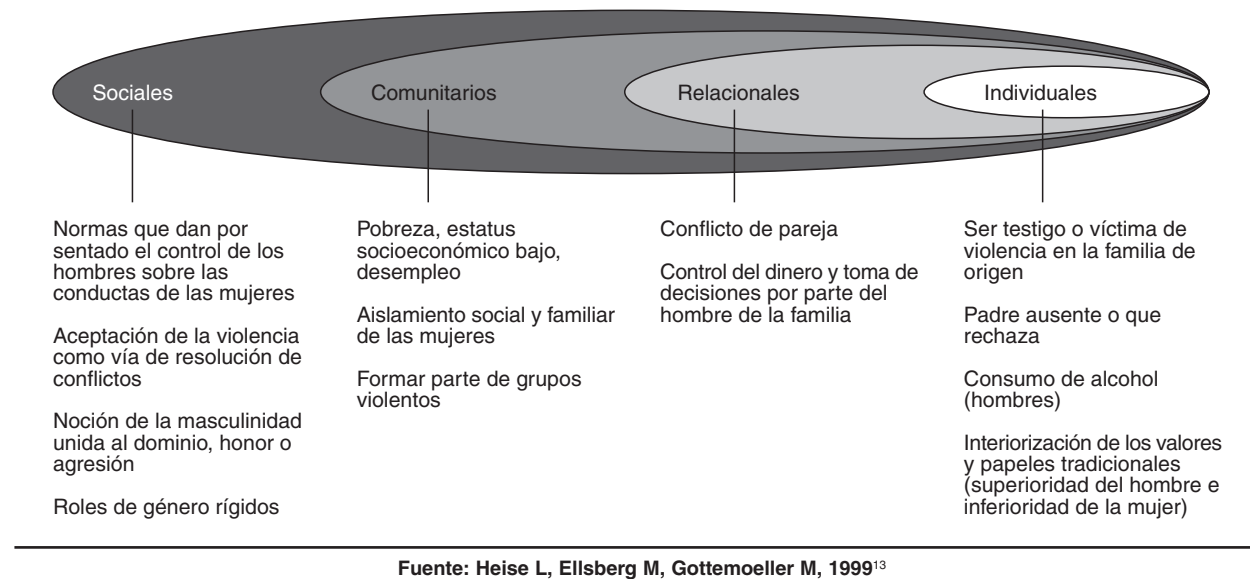 Sociales
Comunitarios
Relacionales
Individuales
Normas que dan por
sentado el control de los
hombres sobre las
conductas de las mujeres
Aceptación de la violencia
como vía de resolución de
conflictos
Noción de la masculinidad
unida al dominio, honor o
agresión
Roles de género rígidos
Pobreza, estatus
socioeconómico bajo,
desempleo
Aislamiento social y familiar
de las mujeres
Formar parte de grupos
violentos
Conflicto de pareja
Control del dinero y toma de
decisiones por parte del
hombre de la familia
Ser testigo o víctima de
violencia en la familia de
origen
Padre ausente o que
rechaza
Consumo de alcohol
(hombres)
Interiorización de los valores
y papeles tradicionales
(superioridad del hombre e
inferioridad de la mujer)
Fuente: Heise L, Ellsberg M, Gottemoeller M, 1999¹³